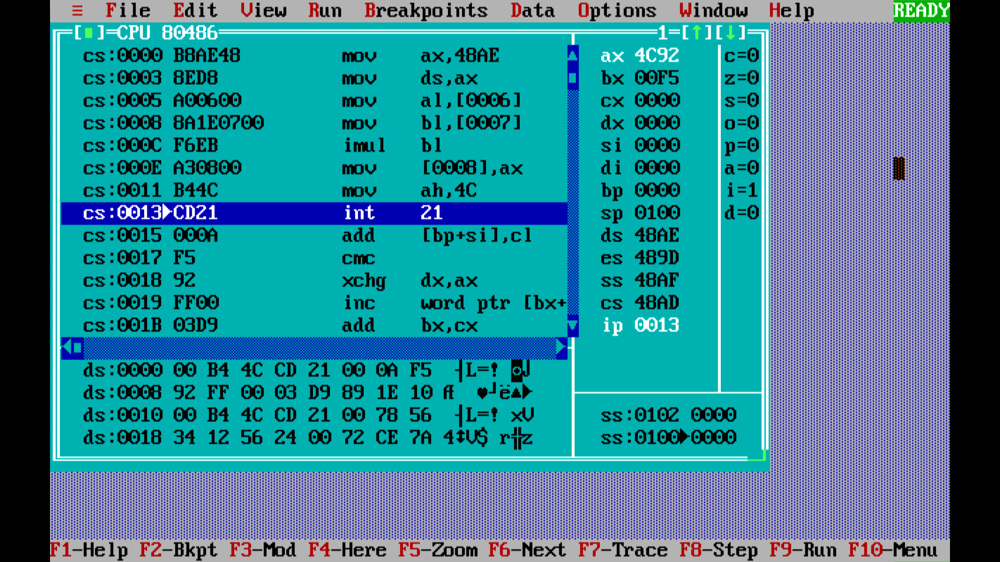 ≡ File Edit View Run Breakpoints Data Options Window Help READY
[■]=CPU 80486 1=[↑][↓]
cs:0000 B8AE48 mov ax,48AE
cs:0003 8ED8 mov ds,ax
cs:0005 A00600 mov al,[0006]
cs:0008 8A1E0700 mov bl,[0007]
cs:000C F6EB imul bl
cs:000E A30800 mov [0008],ax
cs:0011 B44C mov ah,4C
cs:0013►CD21 int 21
cs:0015 000A add [bp+si],cl
cs:0017 F5 cmc
cs:0018 92 xchg dx,ax
cs:0019 FF00 inc word ptr [bx+
cs:001B 03D9 add bx,cx
ax 4C92 c=0
bx 00F5 z=0
cx 0000 s=0
dx 0000 o=0
si 0000 p=0
di 0000 a=0
bp 0000 i=1
sp 0100 d=0
ds 48AE
es 489D
ss 48AF
cs 48AD
ip 0013
ds:0000 00 B4 4C CD 21 00 0A F5 ┤L=! ◙⌡
ds:0008 92 FF 00 03 D9 89 1E 10 Æ ♥┘ë▲►
ds:0010 00 B4 4C CD 21 00 78 56 ┤L=! xV
ds:0018 34 12 56 24 00 72 CE 7A 4↕V$ r╬z
ss:0102 0000
ss:0100►0000
F1-Help F2-Bkpt F3-Mod F4-Here F5-Zoom F6-Next F7-Trace F8-Step F9-Run F10-Menu